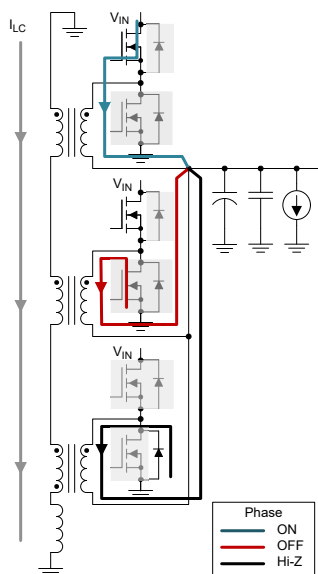 I_LC
V_IN
V_IN
V_IN
Phase
ON
OFF
Hi-Z